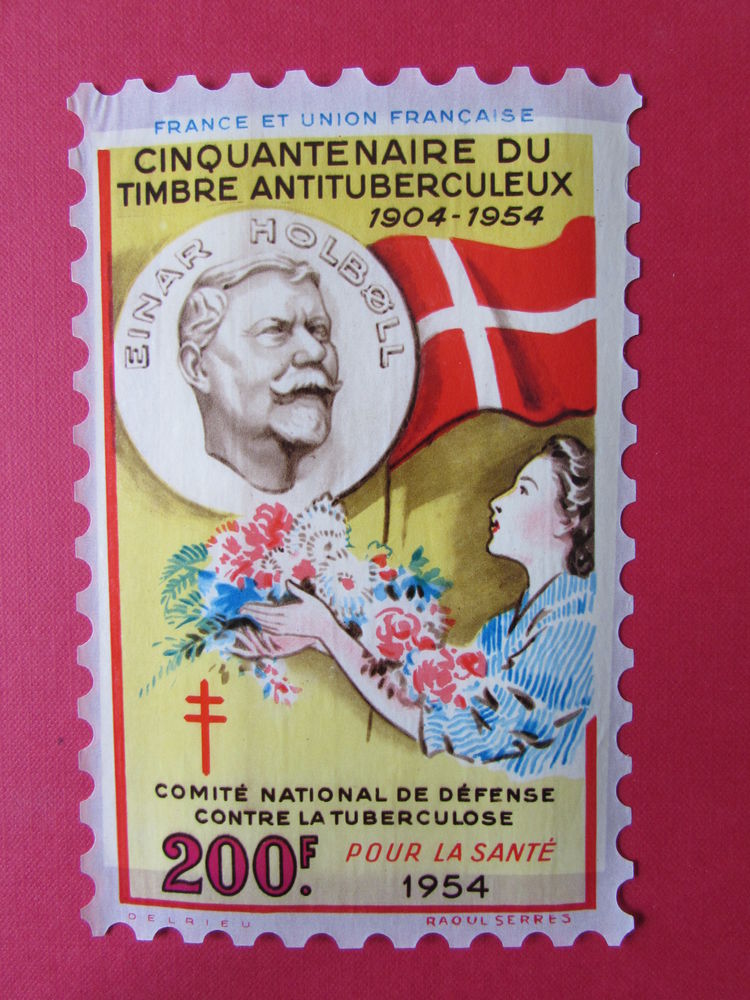 FRANCE ET UNION FRANÇAISE
CINQUANTENAIRE DU
TIMBRE ANTITUBERCULEUX
1904-1954
EINAR HOLBØLL
COMITÉ NATIONAL DE DÉFENSE
CONTRE LA TUBERCULOSE
200.F POUR LA SANTÉ
1954
DELRIEU RAOUL SERRES